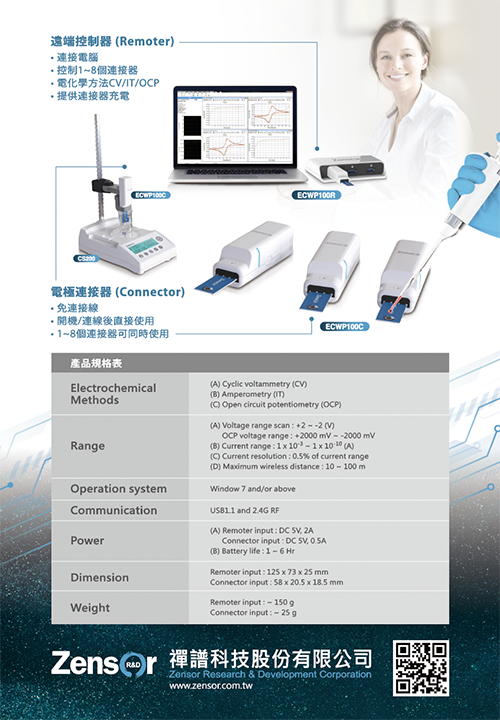 遠端控制器 (Remoter)
・連接電腦
・控制1~8個連接器
・電化學方法CV/IT/OCP
・提供連接器充電
ECWP100C
ECWP100R
CS200
電極連接器 (Connector)
・免連接線
・開機/連線後直接使用
・1~8個連接器可同時使用
ECWP100C
產品規格表
Electrochemical Methods
(A) Cyclic voltammetry (CV)
(B) Amperometry (IT)
(C) Open circuit potentiometry (OCP)
Range
(A) Voltage range scan : +2 ~ -2 (V)
OCP voltage range : +2000 mV ~ -2000 mV
(B) Current range : 1 x 10⁻³ ~ 1 x 10⁻¹⁰ (A)
(C) Current resolution : 0.5% of current range
(D) Maximum wireless distance : 10 ~ 100 m
Operation system
Window 7 and/or above
Communication
USB1.1 and 2.4G RF
Power
(A) Remoter input : DC 5V, 2A
Connector input : DC 5V, 0.5A
(B) Battery life : 1 ~ 6 Hr
Dimension
Remoter input : 125 x 73 x 25 mm
Connector input : 58 x 20.5 x 18.5 mm
Weight
Remoter input : ~ 150 g
Connector input : ~ 25 g
Zensor R&D
禪譜科技股份有限公司
Zensor Research & Development Corporation
www.zensor.com.tw